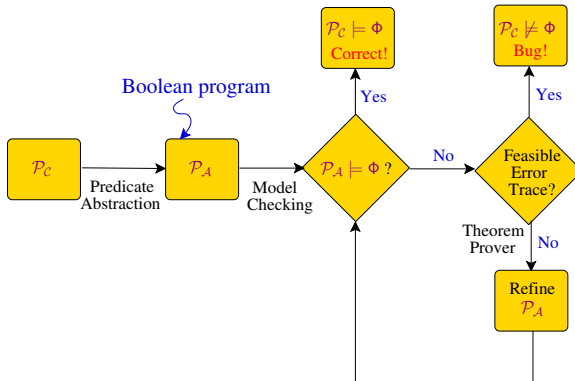 𝒫_𝒞 ⊨ Φ
Correct!
𝒫_𝒞 ⊭ Φ
Bug!
Boolean program
Yes
Yes
𝒫_𝒞
Predicate
Abstraction
𝒫_𝒜
Model
Checking
𝒫_𝒜 ⊨ Φ ?
No
Feasible
Error
Trace?
Theorem
Prover
No
Refine
𝒫_𝒜